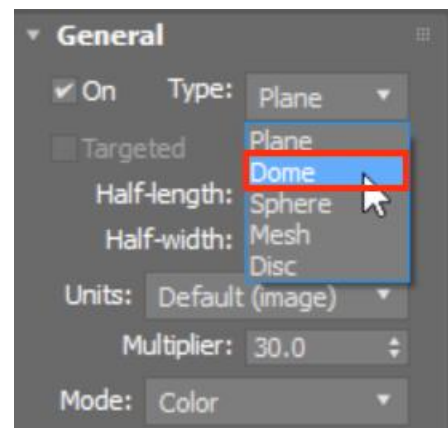 General
On Type: Plane
Targeted Plane
Dome
Half-length: Sphere
Half-width: Mesh
Disc
Units: Default (image)
Multiplier: 30.0
Mode: Color